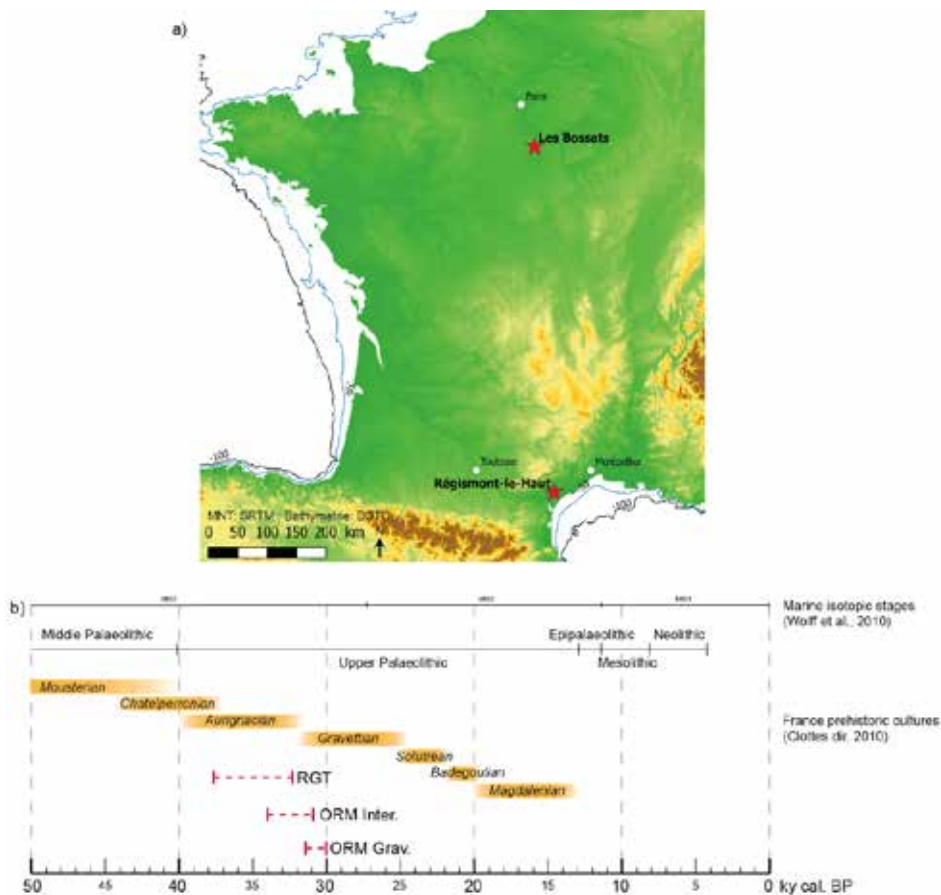 a)
Paris
Les Bossats
Toulouse
Montpellier
Régismont-le-Haut
-100
-100
MNT: SRTM
0 50 100 150 200 km
b)
Marine isotopic stages
(Wolff et al., 2010)
Middle Palaeolithic
Epipalaeolithic
Neolithic
Upper Palaeolithic
Mesolithic
Mousterian
Chatelperronian
Aurignacian
France prehistoric cultures
(Clottes dir. 2010)
Gravettian
Solutrean
Badegoulian
RGT
Magdalenian
ORM Inter.
ORM Grav.
50 45 40 35 30 25 20 15 10 5 0 ky cal. BP